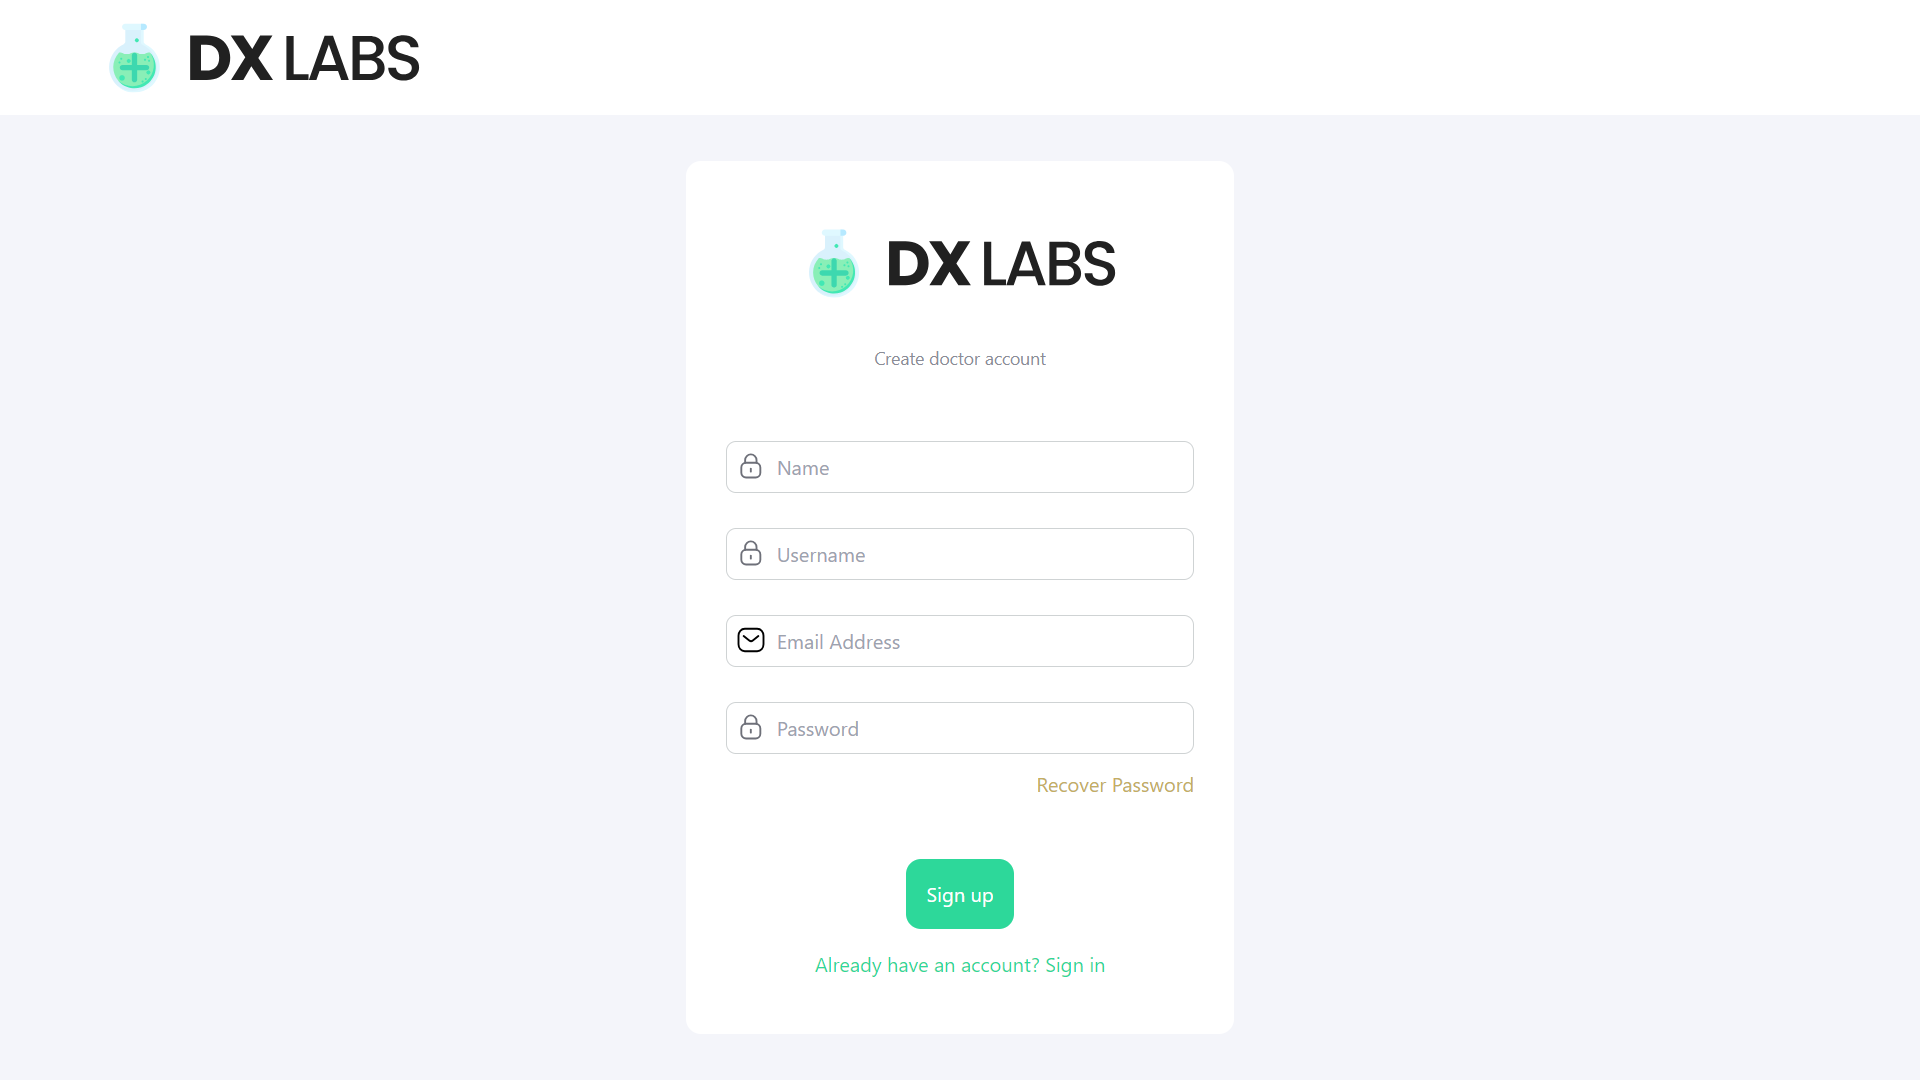 DX LABS
DX LABS
Create doctor account
Name
Username
Email Address
Password
Recover Password
Sign up
Already have an account? Sign in